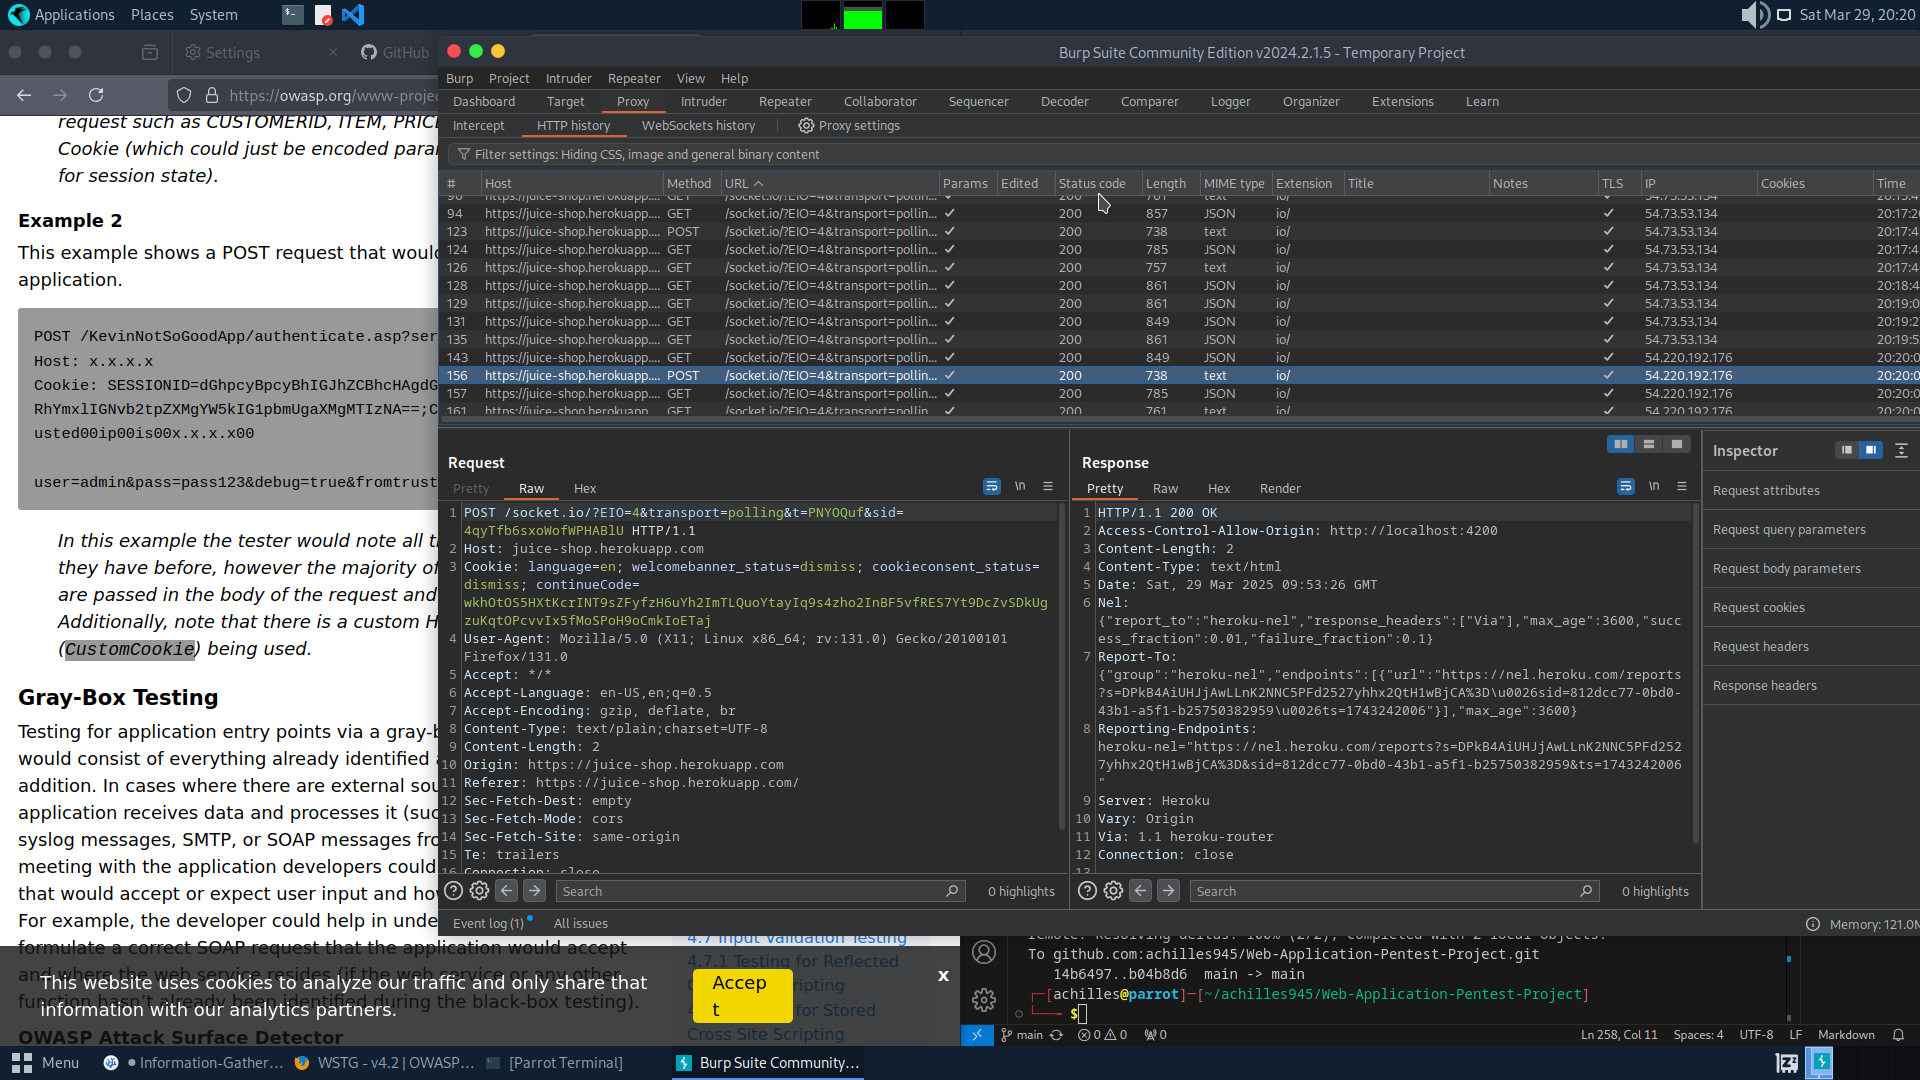 Applications Places System
Sat Mar 29, 20:20
Settings
GitHub
https://owasp.org/www-projec
request such as CUSTOMERID, ITEM, PRICE
Cookie (which could just be encoded para
for session state).
Example 2
This example shows a POST request that would
application.
POST /KevinNotSoGoodApp/authenticate.asp?ser
Host: x.x.x.x
Cookie: SESSIONID=dGhpcyBpcyBhIGJhZCBhcHAgdG
RhYmxlIGNvb2tpZXMgYW5kIG1pbmUgaXMgMTIzNA==;C
usted00ip00is00x.x.x.x00
user=admin&pass=pass123&debug=true&fromtrust
In this example the tester would note all th
they have before, however the majority of
are passed in the body of the request and
Additionally, note that there is a custom H
(CustomCookie) being used.
Gray-Box Testing
Testing for application entry points via a gray-b
would consist of everything already identified a
addition. In cases where there are external sou
application receives data and processes it (suc
syslog messages, SMTP, or SOAP messages fro
meeting with the application developers could
that would accept or expect user input and how
For example, the developer could help in unde
formulate a correct SOAP request that the application would accept
and where the web service resides (if the web service or any other
function hasn't already been identified during the black-box testing).
OWASP Attack Surface Detector
This website uses cookies to analyze our traffic and only share that
information with our analytics partners.
Accep
t
x
4.7 Input Validation Testing
4.7.1 Testing for Reflected
for Stored
Cross Site Scripting
Burp Suite Community Edition v2024.2.1.5 - Temporary Project
Burp Project Intruder Repeater View Help
Dashboard Target Proxy Intruder Repeater Collaborator Sequencer Decoder Comparer Logger Organizer Extensions Learn
Intercept HTTP history WebSockets history Proxy settings
Filter settings: Hiding CSS, image and general binary content
# Host Method URL Params Edited Status code Length MIME type Extension Title Notes TLS IP Cookies Time
94 https://juice-shop.herokuapp.... GET /socket.io/?EIO=4&transport=pollin... ✓ 200 857 JSON io/ ✓ 54.73.53.134 20:17:2
123 https://juice-shop.herokuapp.... POST /socket.io/?EIO=4&transport=pollin... ✓ 200 738 text io/ ✓ 54.73.53.134 20:17:4
124 https://juice-shop.herokuapp.... GET /socket.io/?EIO=4&transport=pollin... ✓ 200 785 JSON io/ ✓ 54.73.53.134 20:17:4
126 https://juice-shop.herokuapp.... GET /socket.io/?EIO=4&transport=pollin... ✓ 200 757 text io/ ✓ 54.73.53.134 20:17:4
128 https://juice-shop.herokuapp.... GET /socket.io/?EIO=4&transport=pollin... ✓ 200 861 JSON io/ ✓ 54.73.53.134 20:18:4
129 https://juice-shop.herokuapp.... GET /socket.io/?EIO=4&transport=pollin... ✓ 200 861 JSON io/ ✓ 54.73.53.134 20:19:0
131 https://juice-shop.herokuapp.... GET /socket.io/?EIO=4&transport=pollin... ✓ 200 849 JSON io/ ✓ 54.73.53.134 20:19:2
135 https://juice-shop.herokuapp.... GET /socket.io/?EIO=4&transport=pollin... ✓ 200 861 JSON io/ ✓ 54.73.53.134 20:19:5
143 https://juice-shop.herokuapp.... GET /socket.io/?EIO=4&transport=pollin... ✓ 200 849 JSON io/ ✓ 54.220.192.176 20:20:0
156 https://juice-shop.herokuapp.... POST /socket.io/?EIO=4&transport=pollin... ✓ 200 738 text io/ ✓ 54.220.192.176 20:20:0
157 https://juice-shop.herokuapp.... GET /socket.io/?EIO=4&transport=pollin... ✓ 200 785 JSON io/ ✓ 54.220.192.176 20:20:0
161 https://juice-shop.herokuapp.... GET /socket.io/?EIO=4&transport=pollin... ✓ 200 761 text io/ ✓ 54.220.192.176 20:20:0
Request
Pretty Raw Hex \n
1 POST /socket.io/?EIO=4&transport=polling&t=PNYOQuf&sid=
4qyTfb6sxoWofWPHABlU HTTP/1.1
2 Host: juice-shop.herokuapp.com
3 Cookie: language=en; welcomebanner_status=dismiss; cookieconsent_status=
dismiss; continueCode=
wkhOtOS5HXtKcrINT9sZFyfzH6uYh2ImTLQuoYtayIq9s4zho2InBF5vfRES7Yt9DcZvSDkUg
zuKqtOPcvvIx5fMoSPoH9oCmkIoETaj
4 User-Agent: Mozilla/5.0 (X11; Linux x86_64; rv:131.0) Gecko/20100101
Firefox/131.0
5 Accept: */*
6 Accept-Language: en-US,en;q=0.5
7 Accept-Encoding: gzip, deflate, br
8 Content-Type: text/plain;charset=UTF-8
9 Content-Length: 2
10 Origin: https://juice-shop.herokuapp.com
11 Referer: https://juice-shop.herokuapp.com/
12 Sec-Fetch-Dest: empty
13 Sec-Fetch-Mode: cors
14 Sec-Fetch-Site: same-origin
15 Te: trailers
16 Connection: close
Search 0 highlights
Response
Pretty Raw Hex Render \n
1 HTTP/1.1 200 OK
2 Access-Control-Allow-Origin: http://localhost:4200
3 Content-Length: 2
4 Content-Type: text/html
5 Date: Sat, 29 Mar 2025 09:53:26 GMT
6 Nel:
{"report_to":"heroku-nel","response_headers":["Via"],"max_age":3600,"succ
ess_fraction":0.01,"failure_fraction":0.1}
7 Report-To:
{"group":"heroku-nel","endpoints":[{"url":"https://nel.heroku.com/reports
?s=DPkB4AiUHJjAwLLnK2NNC5PFd2527yhhx2QtH1wBjCA%3D\u0026sid=812dcc77-0bd0-
43b1-a5f1-b25750382959\u0026ts=1743242006"}],"max_age":3600}
8 Reporting-Endpoints:
heroku-nel="https://nel.heroku.com/reports?s=DPkB4AiUHJjAwLLnK2NNC5PFd252
7yhhx2QtH1wBjCA%3D&sid=812dcc77-0bd0-43b1-a5f1-b25750382959&ts=1743242006
"
9 Server: Heroku
10 Vary: Origin
11 Via: 1.1 heroku-router
12 Connection: close
13
Search 0 highlights
Inspector
Request attributes
Request query parameters
Request body parameters
Request cookies
Request headers
Response headers
Event log (1) All issues
Memory: 121.0M
remote: Resolving deltas: 100% (2/2), completed with 2 local objects.
To github.com:achilles945/Web-Application-Pentest-Project.git
14b6497..b04b8d6 main -> main
[achilles@parrot]─[~/achilles945/Web-Application-Pentest-Project]
$
main 0 0 0 Ln 258, Col 11 Spaces: 4 UTF-8 LF Markdown
Menu Information-Gather... WSTG - v4.2 | OWASP... [Parrot Terminal] Burp Suite Community...